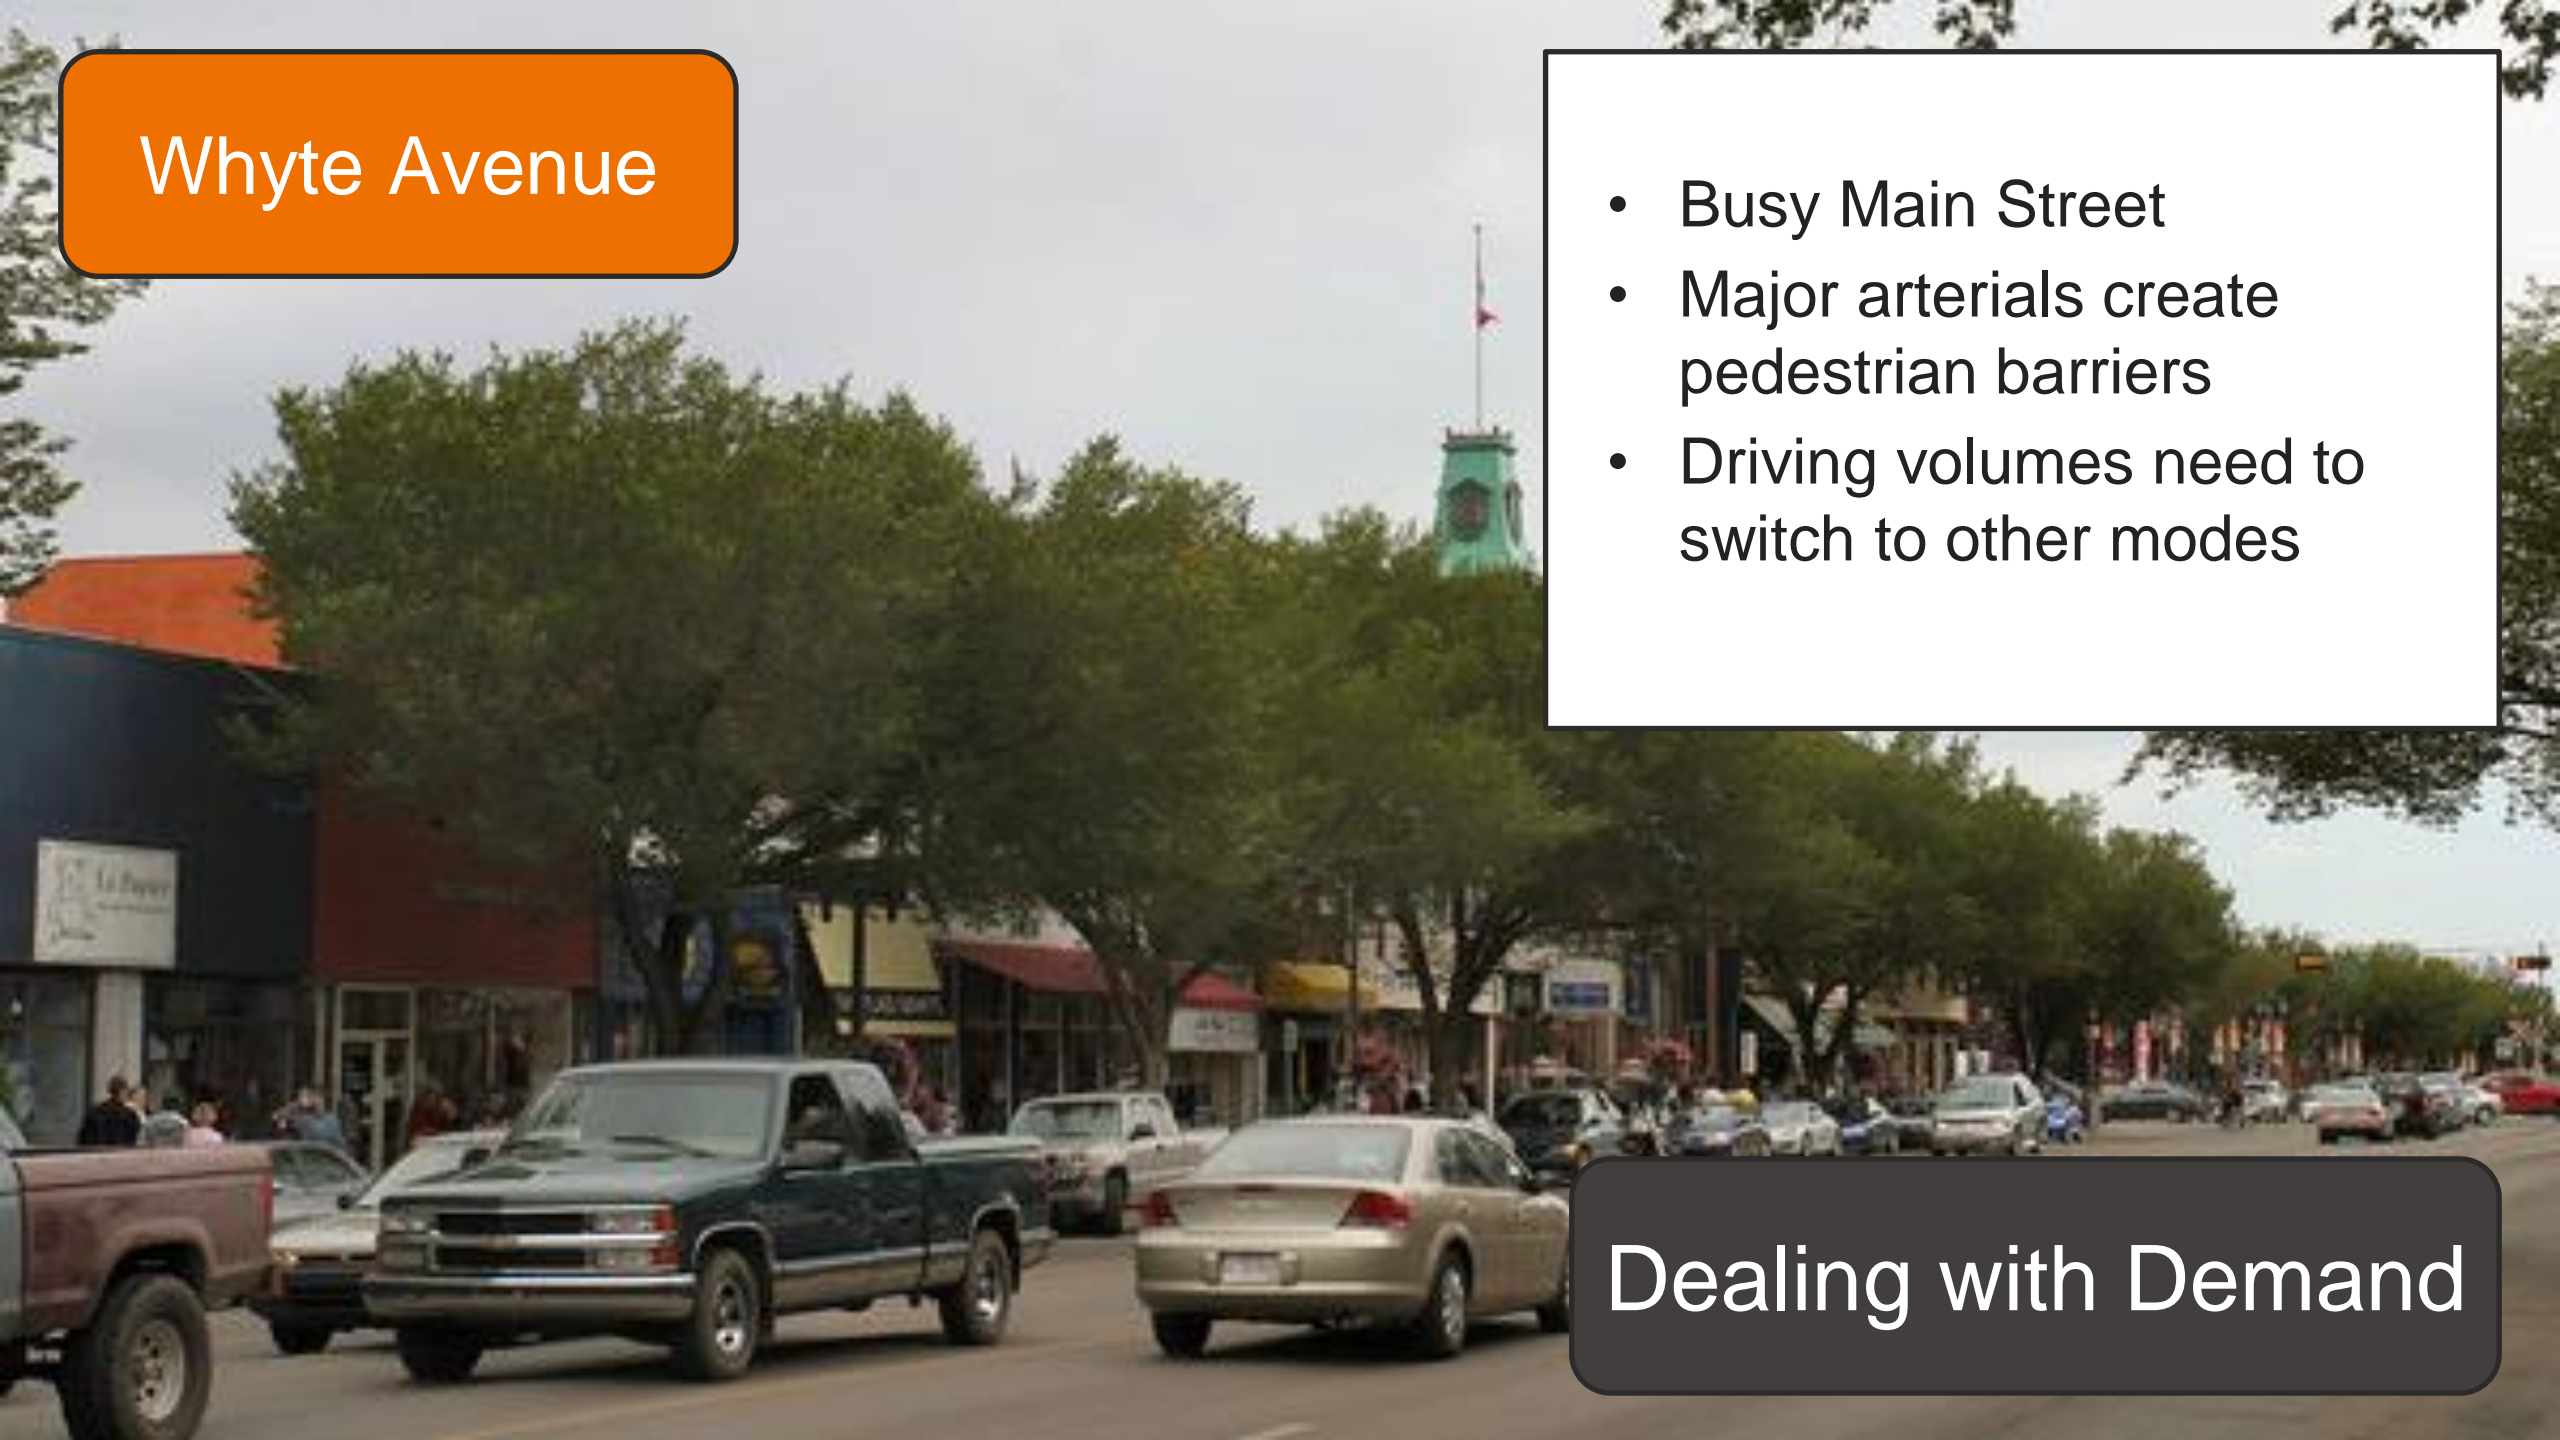 Whyte Avenue
• Busy Main Street
• Major arterials create
pedestrian barriers
• Driving volumes need to
switch to other modes
Dealing with Demand